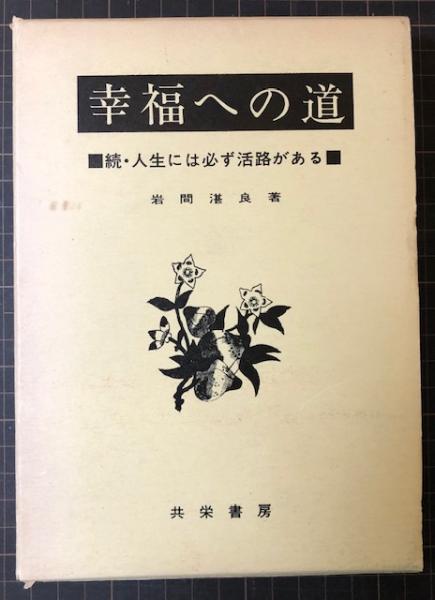 幸福への道
■続・人生には必ず活路がある■
岩間湛良著
共栄書房